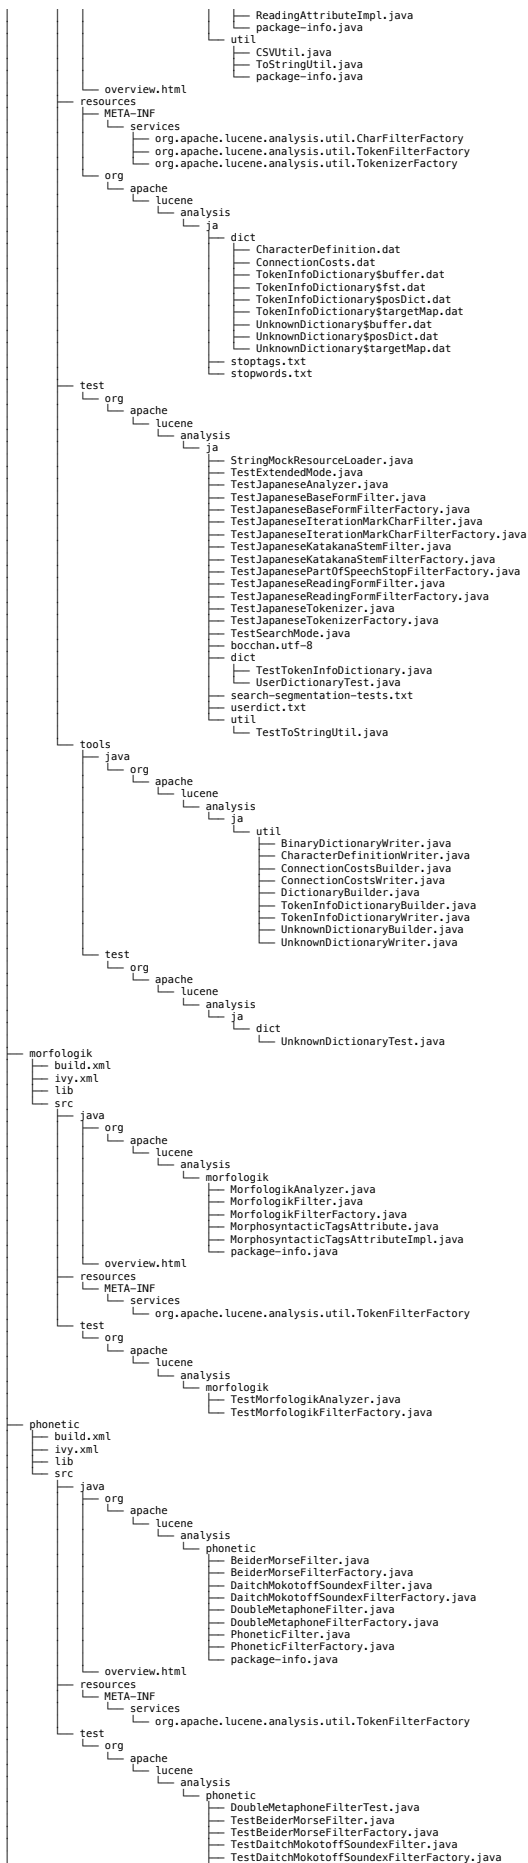 ReadingAttributeImpl.java
package-info.java
util
CSVUtil.java
ToStringUtil.java
package-info.java
overview.html
resources
META-INF
services
org.apache.lucene.analysis.util.CharFilterFactory
org.apache.lucene.analysis.util.TokenFilterFactory
org.apache.lucene.analysis.util.TokenizerFactory
org
apache
lucene
analysis
ja
dict
CharacterDefinition.dat
ConnectionCosts.dat
TokenInfoDictionary$buffer.dat
TokenInfoDictionary$fst.dat
TokenInfoDictionary$posDict.dat
TokenInfoDictionary$targetMap.dat
UnknownDictionary$buffer.dat
UnknownDictionary$posDict.dat
UnknownDictionary$targetMap.dat
stoptags.txt
stopwords.txt
test
org
apache
lucene
analysis
ja
StringMockResourceLoader.java
TestExtendedMode.java
TestJapaneseAnalyzer.java
TestJapaneseBaseFormFilter.java
TestJapaneseBaseFormFilterFactory.java
TestJapaneseIterationMarkCharFilter.java
TestJapaneseIterationMarkCharFilterFactory.java
TestJapaneseKatakanaStemFilter.java
TestJapaneseKatakanaStemFilterFactory.java
TestJapanesePartOfSpeechStopFilterFactory.java
TestJapaneseReadingFormFilter.java
TestJapaneseReadingFormFilterFactory.java
TestJapaneseTokenizer.java
TestJapaneseTokenizerFactory.java
TestSearchMode.java
bocchan.utf-8
dict
TestTokenInfoDictionary.java
UserDictionaryTest.java
search-segmentation-tests.txt
userdict.txt
util
TestToStringUtil.java
tools
java
org
apache
lucene
analysis
ja
util
BinaryDictionaryWriter.java
CharacterDefinitionWriter.java
ConnectionCostsBuilder.java
ConnectionCostsWriter.java
DictionaryBuilder.java
TokenInfoDictionaryBuilder.java
TokenInfoDictionaryWriter.java
UnknownDictionaryBuilder.java
UnknownDictionaryWriter.java
test
org
apache
lucene
analysis
ja
dict
UnknownDictionaryTest.java
morfologik
build.xml
ivy.xml
lib
src
java
org
apache
lucene
analysis
morfologik
MorfologikAnalyzer.java
MorfologikFilter.java
MorfologikFilterFactory.java
MorphosyntacticTagsAttribute.java
MorphosyntacticTagsAttributeImpl.java
package-info.java
overview.html
resources
META-INF
services
org.apache.lucene.analysis.util.TokenFilterFactory
test
org
apache
lucene
analysis
morfologik
TestMorfologikAnalyzer.java
TestMorfologikFilterFactory.java
phonetic
build.xml
ivy.xml
lib
src
java
org
apache
lucene
analysis
phonetic
BeiderMorseFilter.java
BeiderMorseFilterFactory.java
DaitchMokotoffSoundexFilter.java
DaitchMokotoffSoundexFilterFactory.java
DoubleMetaphoneFilter.java
DoubleMetaphoneFilterFactory.java
PhoneticFilter.java
PhoneticFilterFactory.java
package-info.java
overview.html
resources
META-INF
services
org.apache.lucene.analysis.util.TokenFilterFactory
test
org
apache
lucene
analysis
phonetic
DoubleMetaphoneFilterTest.java
TestBeiderMorseFilter.java
TestBeiderMorseFilterFactory.java
TestDaitchMokotoffSoundexFilter.java
TestDaitchMokotoffSoundexFilterFactory.java